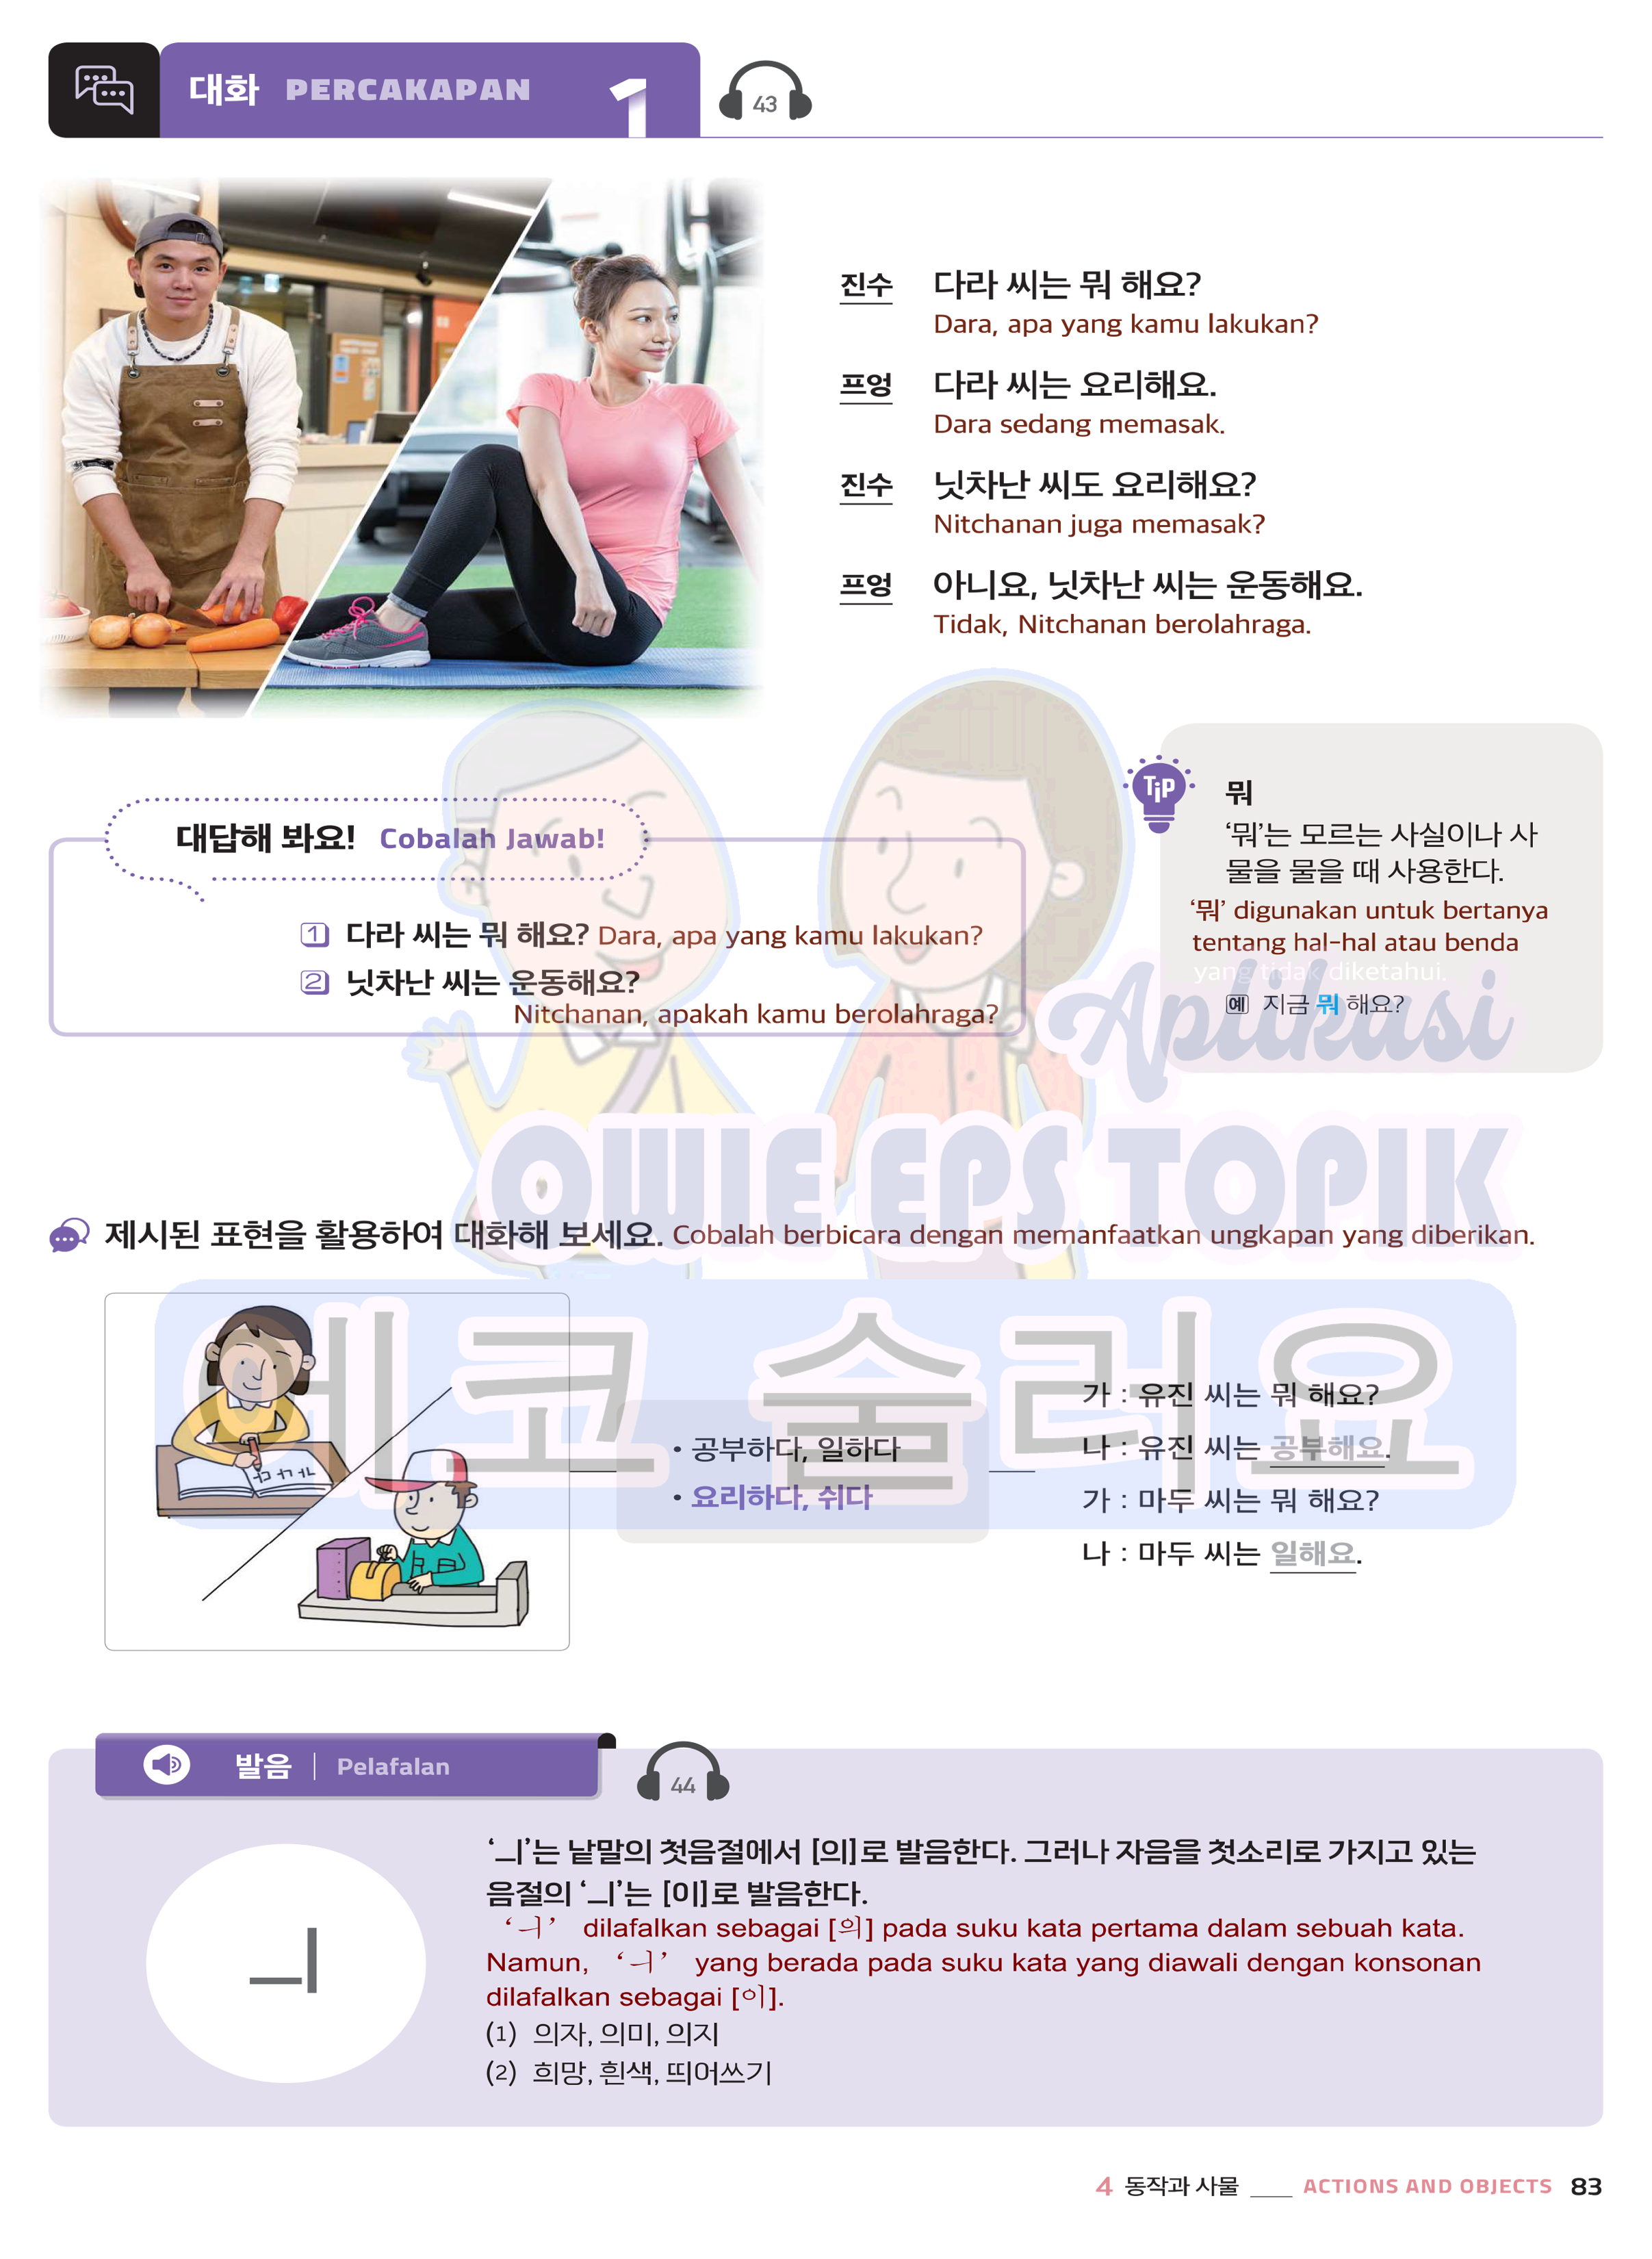 대화 PERCAKAPAN 1
43
진수 다라 씨는 뭐 해요?
Dara, apa yang kamu lakukan?
프엉 다라 씨는 요리해요.
Dara sedang memasak.
진수 닛차난 씨도 요리해요?
Nitchanan juga memasak?
프엉 아니요, 닛차난 씨는 운동해요.
Tidak, Nitchanan berolahraga.
대답해 봐요! Cobalah Jawab!
1 다라 씨는 뭐 해요? Dara, apa yang kamu lakukan?
2 닛차난 씨는 운동해요?
Nitchanan, apakah kamu berolahraga?
TiP
뭐
‘뭐’는 모르는 사실이나 사
물을 물을 때 사용한다.
‘뭐’ digunakan untuk bertanya
tentang hal-hal atau benda
yang tidak diketahui.
예 지금 뭐 해요?
Aplikasi
OWIE EPS TOPIK
에코 슬러요
제시된 표현을 활용하여 대화해 보세요. Cobalah berbicara dengan memanfaatkan ungkapan yang diberikan.
• 공부하다, 일하다
• 요리하다, 쉬다
가 : 유진 씨는 뭐 해요?
나 : 유진 씨는 공부해요.
가 : 마두 씨는 뭐 해요?
나 : 마두 씨는 일해요.
발음 | Pelafalan
44
ㅢ
‘ㅢ’는 낱말의 첫음절에서 [의]로 발음한다. 그러나 자음을 첫소리로 가지고 있는
음절의 ‘ㅢ’는 [이]로 발음한다.
‘ㅢ’ dilafalkan sebagai [의] pada suku kata pertama dalam sebuah kata.
Namun, ‘ㅢ’ yang berada pada suku kata yang diawali dengan konsonan
dilafalkan sebagai [이].
(1) 의자, 의미, 의지
(2) 희망, 흰색, 띄어쓰기
4 동작과 사물 ACTIONS AND OBJECTS 83